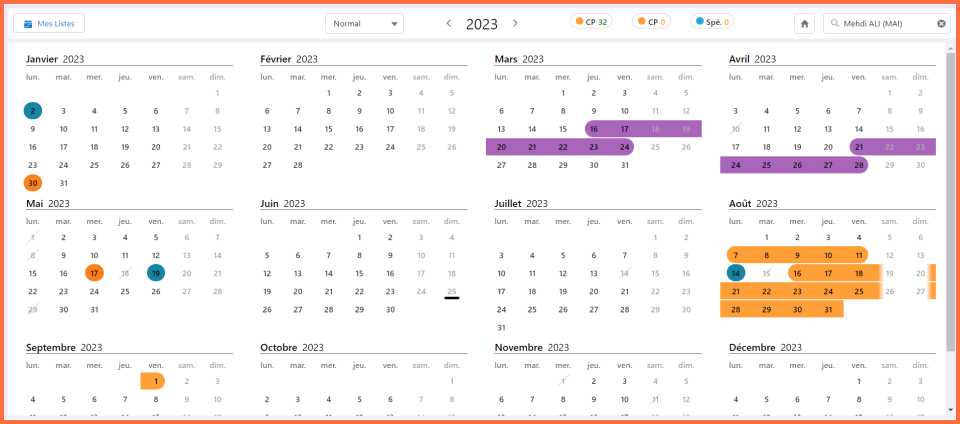 Mes Listes
Normal
2023
CP 32
CP 0
Spé. 0
Mehdi ALI (MAI)
Janvier 2023
lun. mar. mer. jeu. ven. sam. dim.
1
2 3 4 5 6 7 8
9 10 11 12 13 14 15
16 17 18 19 20 21 22
23 24 25 26 27 28 29
30 31
Février 2023
lun. mar. mer. jeu. ven. sam. dim.
1 2 3 4 5
6 7 8 9 10 11 12
13 14 15 16 17 18 19
20 21 22 23 24 25 26
27 28
Mars 2023
lun. mar. mer. jeu. ven. sam. dim.
1 2 3 4 5
6 7 8 9 10 11 12
13 14 15 16 17 18 19
20 21 22 23 24 25 26
27 28 29 30 31
Avril 2023
lun. mar. mer. jeu. ven. sam. dim.
1 2
3 4 5 6 7 8 9
10 11 12 13 14 15 16
17 18 19 20 21 22 23
24 25 26 27 28 29 30
Mai 2023
lun. mar. mer. jeu. ven. sam. dim.
1 2 3 4 5 6 7
8 9 10 11 12 13 14
15 16 17 18 19 20 21
22 23 24 25 26 27 28
29 30 31
Juin 2023
lun. mar. mer. jeu. ven. sam. dim.
1 2 3 4
5 6 7 8 9 10 11
12 13 14 15 16 17 18
19 20 21 22 23 24 25
26 27 28 29 30
Juillet 2023
lun. mar. mer. jeu. ven. sam. dim.
1 2
3 4 5 6 7 8 9
10 11 12 13 14 15 16
17 18 19 20 21 22 23
24 25 26 27 28 29 30
31
Août 2023
lun. mar. mer. jeu. ven. sam. dim.
1 2 3 4 5 6
7 8 9 10 11 12 13
14 15 16 17 18 19 20
21 22 23 24 25 26 27
28 29 30 31
Septembre 2023
lun. mar. mer. jeu. ven. sam. dim.
1 2 3
4 5 6 7 8 9 10
Octobre 2023
lun. mar. mer. jeu. ven. sam. dim.
1
2 3 4 5 6 7 8
Novembre 2023
lun. mar. mer. jeu. ven. sam. dim.
1 2 3 4 5
6 7 8 9 10 11 12
Décembre 2023
lun. mar. mer. jeu. ven. sam. dim.
1 2 3
4 5 6 7 8 9 10